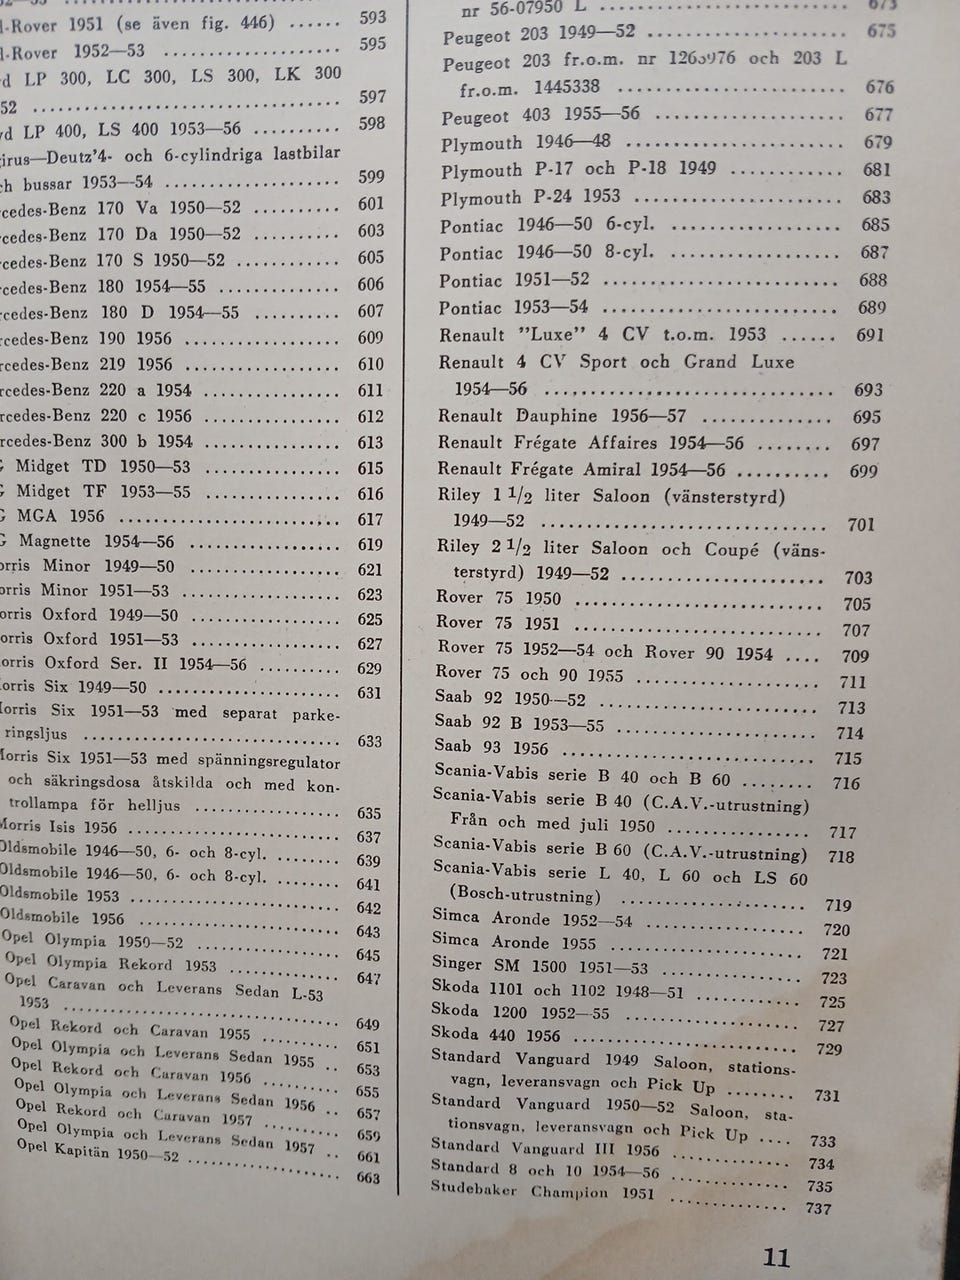 -Rover 1951 (se även fig. 446) ...... 593
-Rover 1952—53 .................. 595
d LP 300, LC 300, LS 300, LK 300
52 ................................... 597
d LP 400, LS 400 1953—56 .......... 598
irus—Deutz'4- och 6-cylindriga lastbilar
h bussar 1953—54 .................... 599
cedes-Benz 170 Va 1950—52 .......... 601
cedes-Benz 170 Da 1950—52 .......... 603
cedes-Benz 170 S 1950—52 ............ 605
cedes-Benz 180 1954—55 .............. 606
rcedes-Benz 180 D 1954—55 .......... 607
rcedes-Benz 190 1956 .................. 609
rcedes-Benz 219 1956 .................. 610
rcedes-Benz 220 a 1954 ................ 611
rcedes-Benz 220 c 1956 ................ 612
rcedes-Benz 300 b 1954 ................ 613
G Midget TD 1950—53 ................ 615
G Midget TF 1953—55 ................ 616
G MGA 1956 .......................... 617
G Magnette 1954—56 .................. 619
orris Minor 1949—50 .................. 621
orris Minor 1951—53 .................. 623
orris Oxford 1949—50 ................ 625
orris Oxford 1951—53 ................ 627
orris Oxford Ser. II 1954—56 .......... 629
orris Six 1949—50 .................... 631
orris Six 1951—53 med separat parke-
ringsljus .............................. 633
Morris Six 1951—53 med spänningsregulator
och säkringsdosa åtskilda och med kon-
trollampa för helljus .................. 635
Morris Isis 1956 ........................ 637
Oldsmobile 1946—50, 6- och 8-cyl. ........ 639
Oldsmobile 1946—50, 6- och 8-cyl. ........ 641
Oldsmobile 1953 ........................ 642
Oldsmobile 1956 ........................ 643
Opel Olympia 1950—52 .................. 645
Opel Olympia Rekord 1953 .............. 647
Opel Caravan och Leverans Sedan L-53
1953 .................................. 649
Opel Rekord och Caravan 1955 .......... 651
Opel Olympia och Leverans Sedan 1955 .. 653
Opel Rekord och Caravan 1956 .......... 655
Opel Olympia och Leverans Sedan 1956 .. 657
Opel Rekord och Caravan 1957 .......... 659
Opel Olympia och Leverans Sedan 1957 .. 661
Opel Kapitän 1950—52 .................. 663
nr 56-07950 L .......................... 673
Peugeot 203 1949—52 .................... 675
Peugeot 203 fr.o.m. nr och 203 L
fr.o.m. 1445338 ........................ 676
Peugeot 403 1955—56 .................... 677
Plymouth 1946—48 ...................... 679
Plymouth P-17 och P-18 1949 ............ 681
Plymouth P-24 1953 ...................... 683
Pontiac 1946—50 6-cyl. .................. 685
Pontiac 1946—50 8-cyl. .................. 687
Pontiac 1951—52 ........................ 688
Pontiac 1953—54 ........................ 689
Renault ”Luxe” 4 CV t.o.m. 1953 ...... 691
Renault 4 CV Sport och Grand Luxe
1954—56 .............................. 693
Renault Dauphine 1956—57 .............. 695
Renault Frégate Affaires 1954—56 ........ 697
Renault Frégate Amiral 1954—56 .......... 699
Riley 1 1/2 liter Saloon (vänsterstyrd)
1949—52 .............................. 701
Riley 2 1/2 liter Saloon och Coupé (väns-
terstyrd) 1949—52 ...................... 703
Rover 75 1950 .......................... 705
Rover 75 1951 .......................... 707
Rover 75 1952—54 och Rover 90 1954 .... 709
Rover 75 och 90 1955 .................... 711
Saab 92 1950—52 ........................ 713
Saab 92 B 1953—55 ...................... 714
Saab 93 1956 ............................ 715
Scania-Vabis serie B 40 och B 60 ........ 716
Scania-Vabis serie B 40 (C.A.V.-utrustning)
Från och med juli 1950 ................ 717
Scania-Vabis serie B 60 (C.A.V.-utrustning) 718
Scania-Vabis serie L 40, L 60 och LS 60
(Bosch-utrustning) ...................... 719
Simca Aronde 1952—54 .................. 720
Simca Aronde 1955 ...................... 721
Singer SM 1500 1951—53 ................ 723
Skoda 1101 och 1102 1948—51 ............ 725
Skoda 1200 1952—55 .................... 727
Skoda 440 1956 .......................... 729
Standard Vanguard 1949 Saloon, stations-
vagn, leveransvagn och Pick Up ........ 731
Standard Vanguard 1950—52 Saloon, sta-
tionsvagn, leveransvagn och Pick Up .... 733
Standard Vanguard III 1956 .............. 734
Standard 8 och 10 1954—56 .............. 735
Studebaker Champion 1951 .............. 737
11